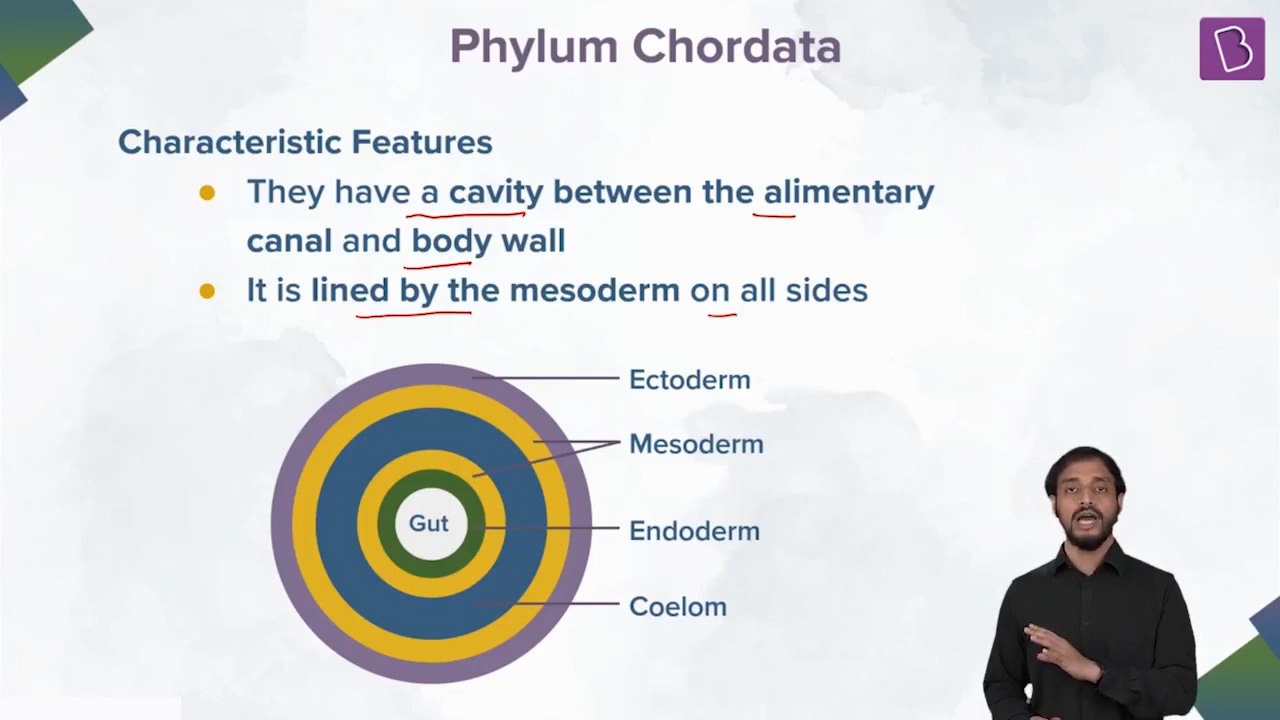 Phylum Chordata
B
Characteristic Features
They have a cavity between the alimentary
canal and body wall
It is lined by the mesoderm on all sides
Ectoderm
Mesoderm
Gut
Endoderm
Coelom